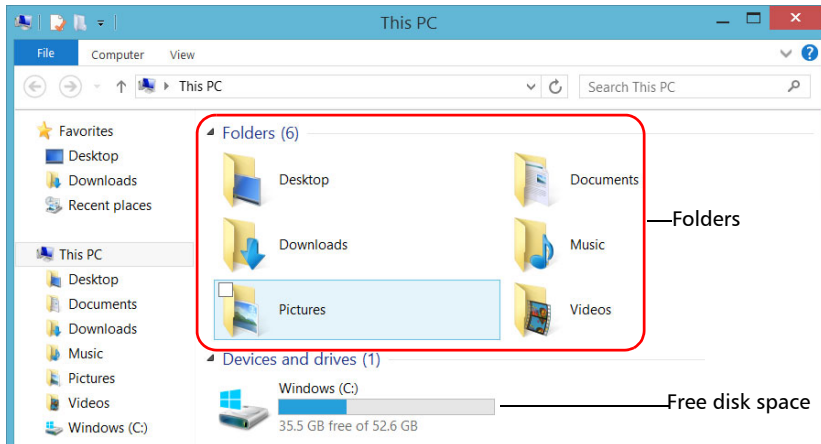 This PC
File Computer View
This PC
Search This PC
Favorites
Desktop
Downloads
Recent places
This PC
Desktop
Documents
Downloads
Music
Pictures
Videos
Windows (C:)
Folders (6)
Desktop
Documents
Downloads
Music
Pictures
Videos
Folders
Devices and drives (1)
Windows (C:)
35.5 GB free of 52.6 GB
Free disk space